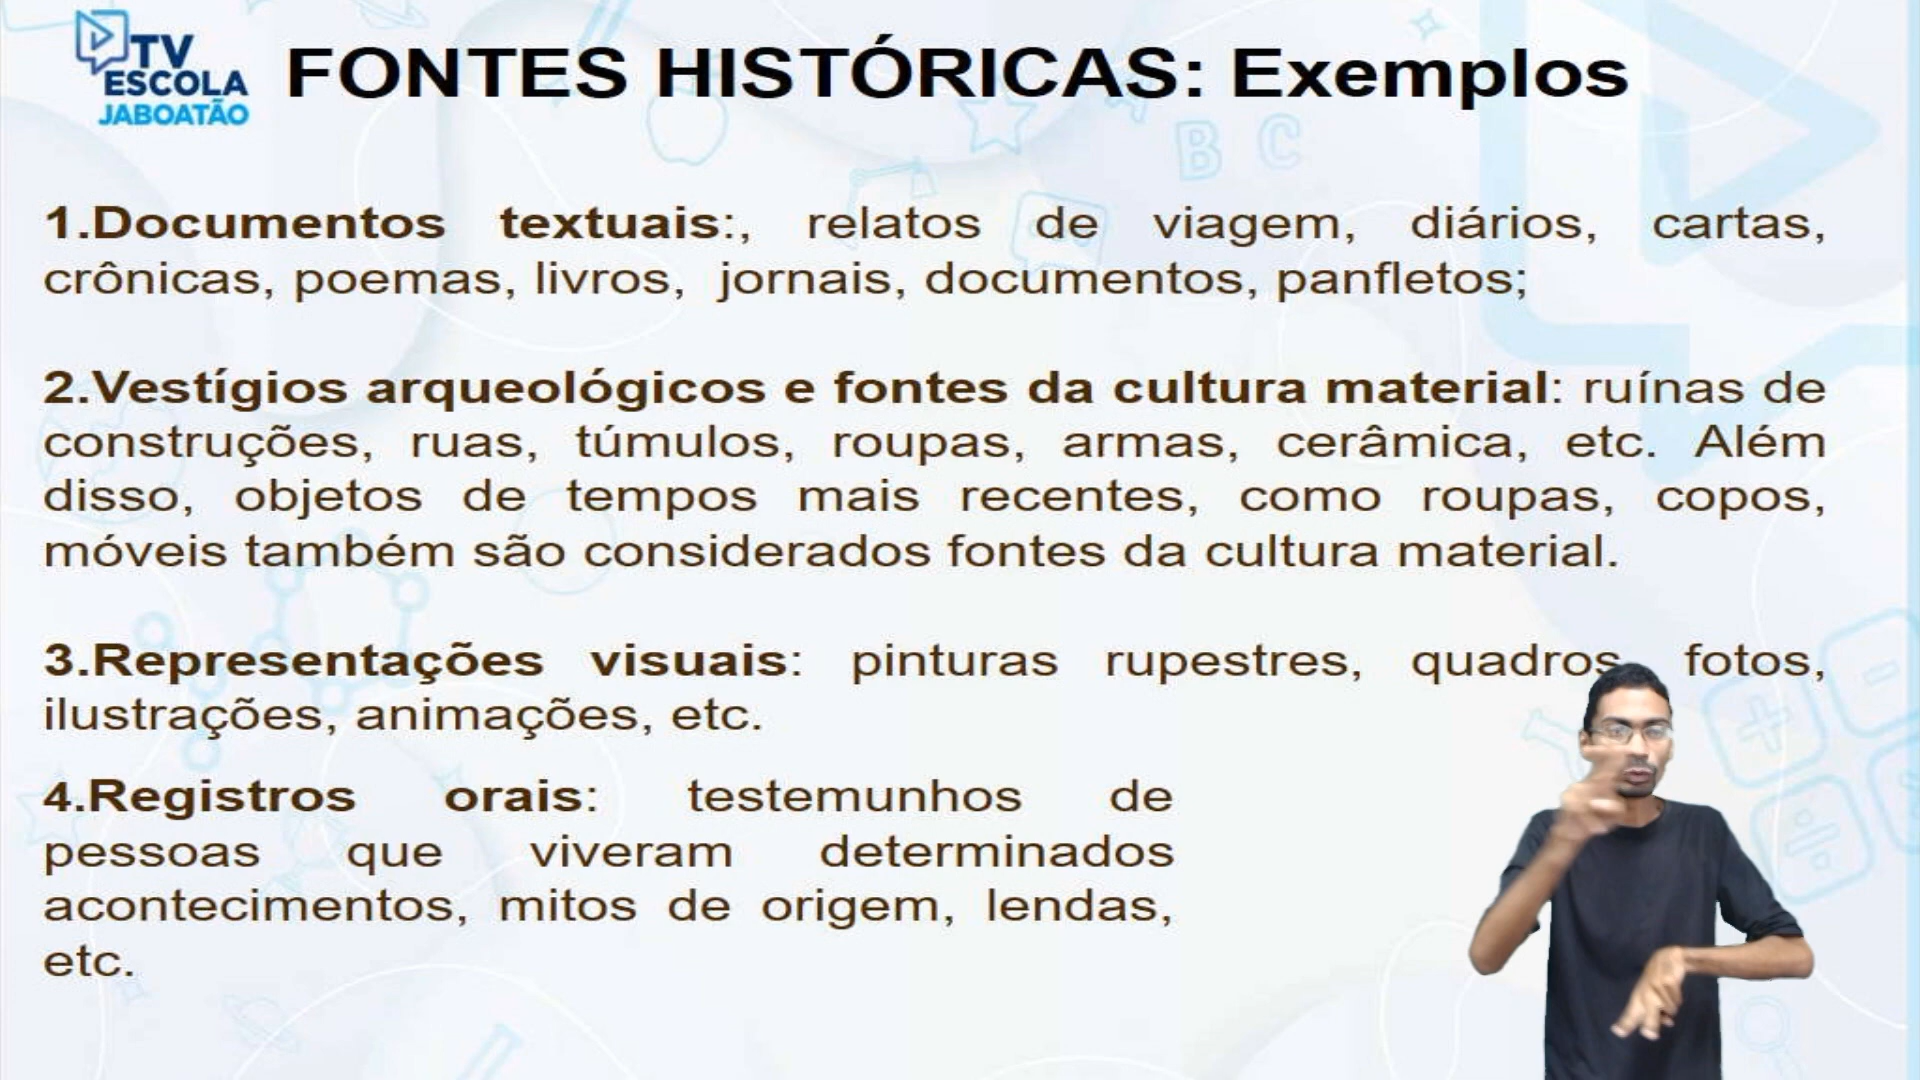 TV
ESCOLA
JABOATÃO
FONTES HISTÓRICAS: Exemplos
B C
1.Documentos textuais:, relatos de viagem, diários, cartas,
crônicas, poemas, livros, jornais, documentos, panfletos;
2.Vestígios arqueológicos e fontes da cultura material: ruínas de
construções, ruas, túmulos, roupas, armas, cerâmica, etc. Além
disso, objetos de tempos mais recentes, como roupas, copos,
móveis também são considerados fontes da cultura material.
3.Representações visuais: pinturas rupestres, quadros, fotos,
ilustrações, animações, etc.
4.Registros orais: testemunhos de
pessoas que viveram determinados
acontecimentos, mitos de origem, lendas,
etc.